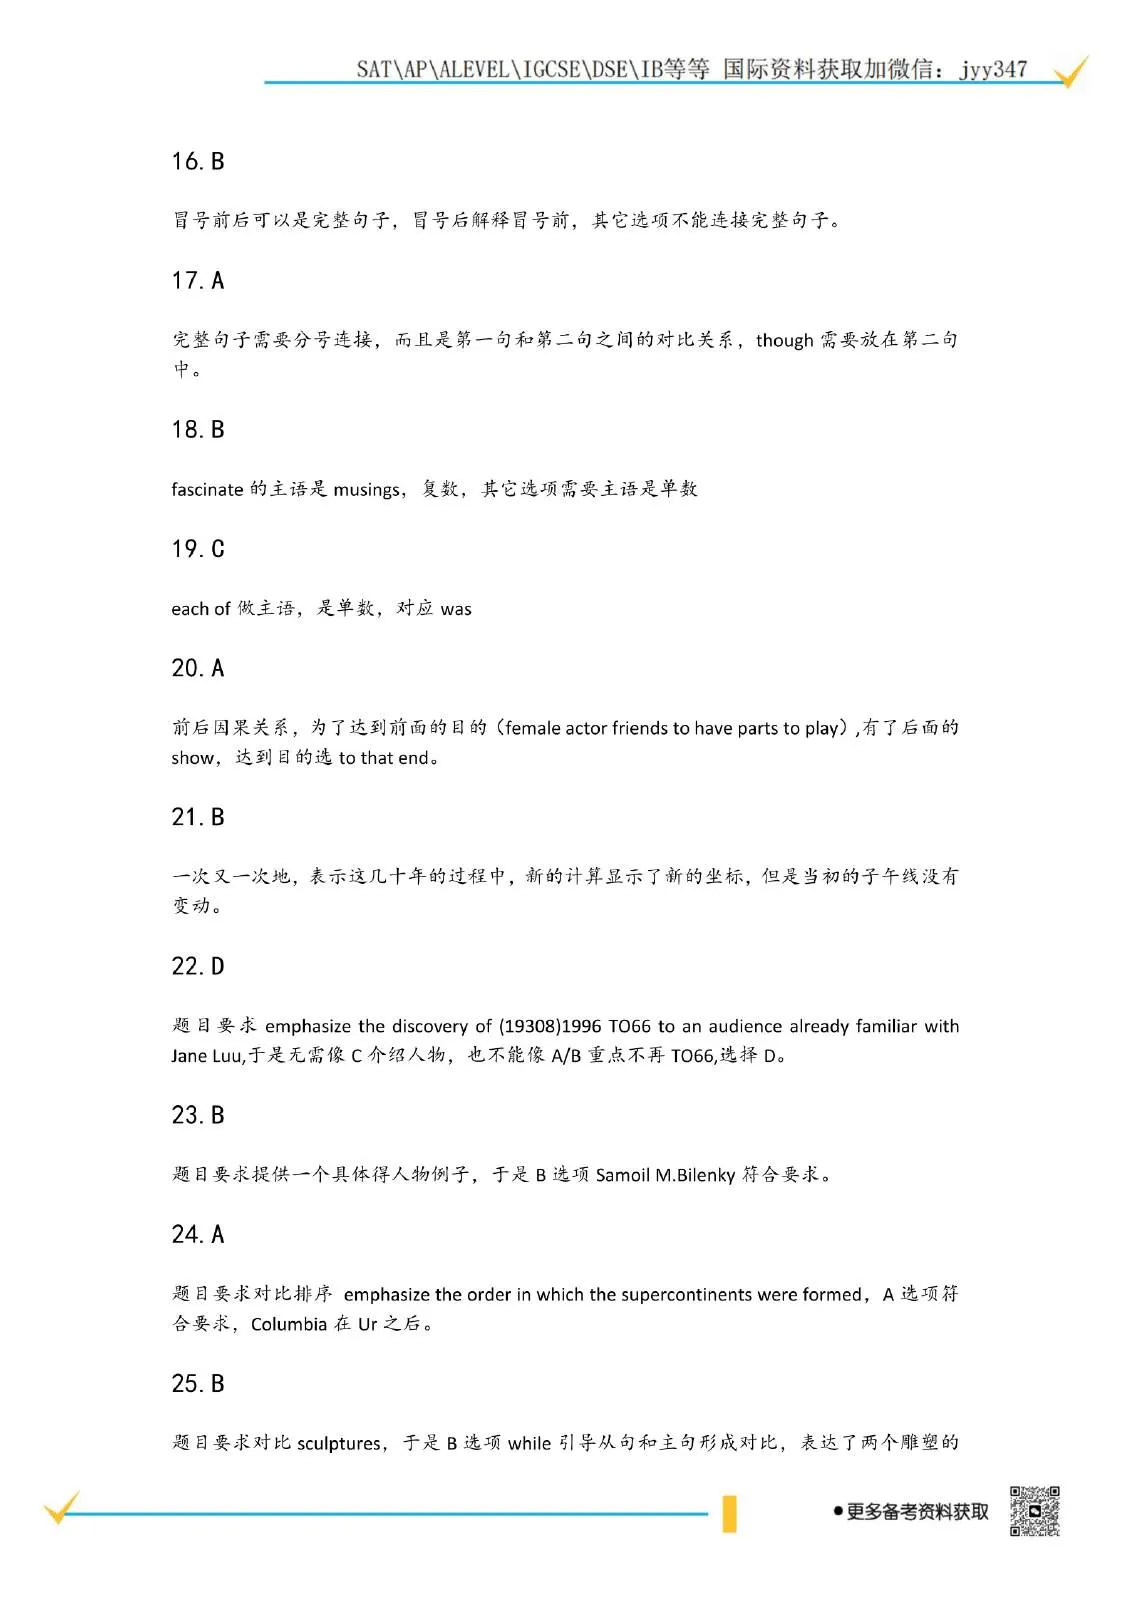 SAT\AP\ALEVEL\IGCSE\DSE\IB等等 国际资料获取加微信：jyy347
16. B
冒号前后可以是完整句子，冒号后解释冒号前，其它选项不能连接完整句子。
17. A
完整句子需要分号连接，而且是第一句和第二句之间的对比关系，though 需要放在第二句
中。
18. B
fascinate 的主语是 musings，复数，其它选项需要主语是单数
19. C
each of 做主语，是单数，对应 was
20. A
前后因果关系，为了达到前面的目的（female actor friends to have parts to play）,有了后面的
show，达到目的选 to that end。
21. B
一次又一次地，表示这几十年的过程中，新的计算显示了新的坐标，但是当初的子午线没有
变动。
22. D
题目要求 emphasize the discovery of (19308)1996 TO66 to an audience already familiar with
Jane Luu,于是无需像 C 介绍人物，也不能像 A/B 重点不再 TO66,选择 D。
23. B
题目要求提供一个具体得人物例子，于是 B 选项 Samoil M.Bilenky 符合要求。
24. A
题目要求对比排序 emphasize the order in which the supercontinents were formed，A 选项符
合要求，Columbia 在 Ur 之后。
25. B
题目要求对比 sculptures，于是 B 选项 while 引导从句和主句形成对比，表达了两个雕塑的
●更多备考资料获取